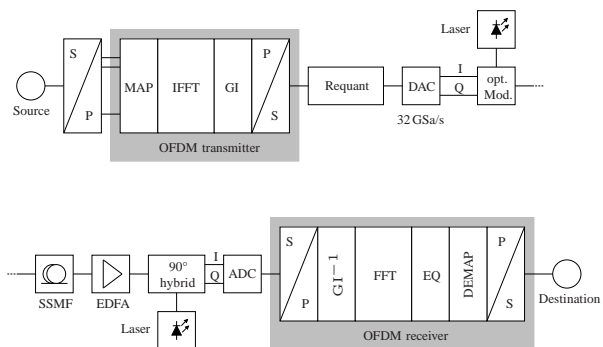 Laser
S
P
Source
MAP
IFFT
GI
P
S
OFDM transmitter
Requant
DAC
32 GSa/s
I
Q
opt.
Mod.
SSMF
EDFA
90°
hybrid
Laser
I
Q
ADC
S
P
GI−1
FFT
EQ
DEMAP
P
S
OFDM receiver
Destination